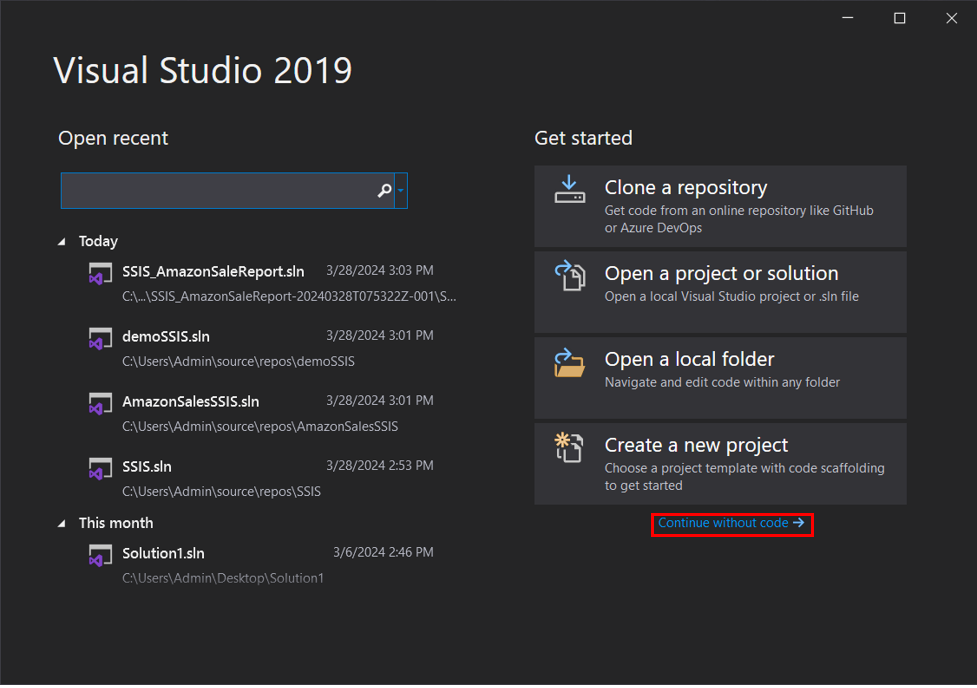 Visual Studio 2019
Open recent
Today
SSIS_AmazonSaleReport.sln 3/28/2024 3:03 PM
C:\...\SSIS_AmazonSaleReport-20240328T075322Z-001\S...
demoSSIS.sln 3/28/2024 3:01 PM
C:\Users\Admin\source\repos\demoSSIS
AmazonSalesSSIS.sln 3/28/2024 3:01 PM
C:\Users\Admin\source\repos\AmazonSalesSSIS
SSIS.sln 3/28/2024 2:53 PM
C:\Users\Admin\source\repos\SSIS
This month
Solution1.sln 3/6/2024 2:46 PM
C:\Users\Admin\Desktop\Solution1
Get started
Clone a repository
Get code from an online repository like GitHub
or Azure DevOps
Open a project or solution
Open a local Visual Studio project or .sln file
Open a local folder
Navigate and edit code within any folder
Create a new project
Choose a project template with code scaffolding
to get started
Continue without code →